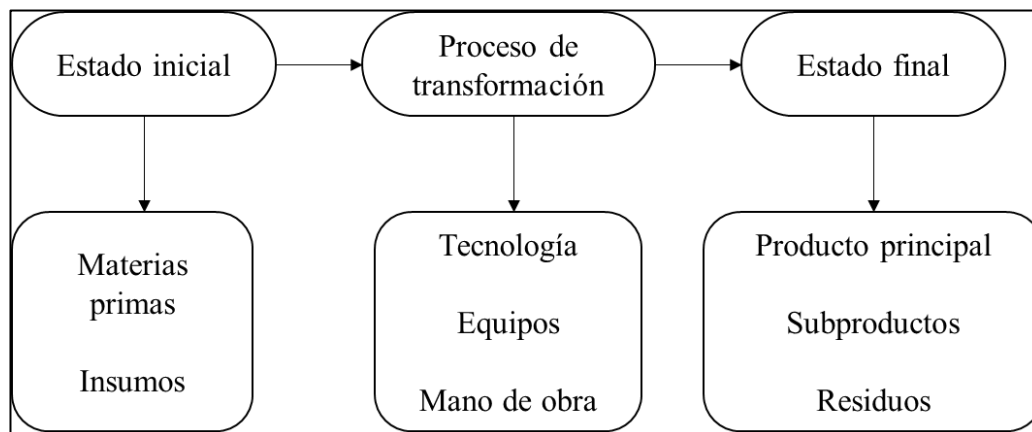 Estado inicial
Proceso de
transformación
Estado final
Materias
primas
Insumos
Tecnología
Equipos
Mano de obra
Producto principal
Subproductos
Residuos